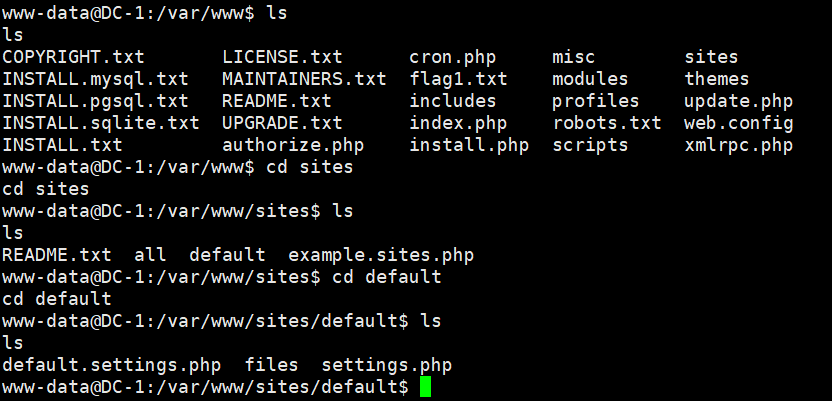 www-data@DC-1:/var/www$ ls
ls
COPYRIGHT.txt       LICENSE.txt      cron.php     misc        sites
INSTALL.mysql.txt   MAINTAINERS.txt  flag1.txt    modules     themes
INSTALL.pgsql.txt   README.txt       includes     profiles    update.php
INSTALL.sqlite.txt  UPGRADE.txt      index.php    robots.txt  web.config
INSTALL.txt         authorize.php    install.php  scripts     xmlrpc.php
www-data@DC-1:/var/www$ cd sites
cd sites
www-data@DC-1:/var/www/sites$ ls
ls
README.txt  all  default  example.sites.php
www-data@DC-1:/var/www/sites$ cd default
cd default
www-data@DC-1:/var/www/sites/default$ ls
ls
default.settings.php  files  settings.php
www-data@DC-1:/var/www/sites/default$